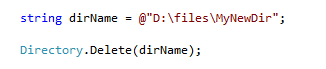 string dirName = @"D:\files\MyNewDir";
Directory.Delete(dirName);